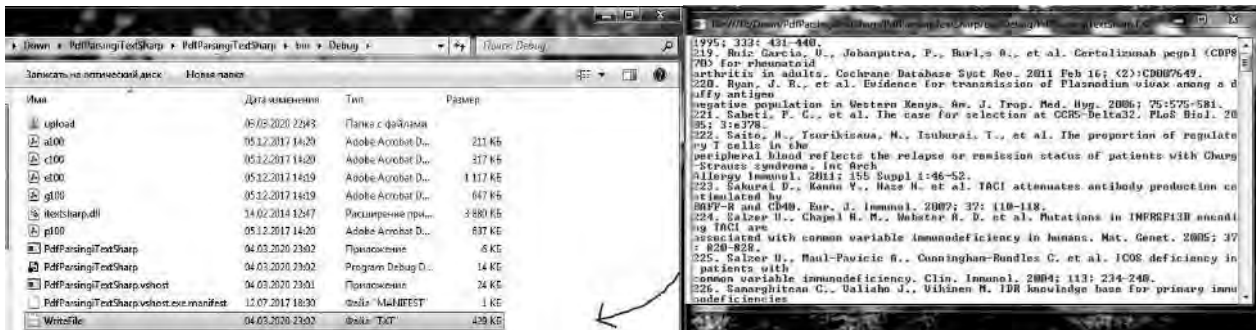 Down ▸ PdfParsingiTextSharp ▸ PdfParsingiTextSharp ▸ bin ▸ Debug ▸
Поиск: Debug
Записать на оптический диск Новая папка
Имя Дата изменения Тип Размер
upload 03.2020 22:43 Папка с файлами
a100 05.12.2017 14:20 Adobe Acrobat D... 211 КБ
c100 05.12.2017 14:20 Adobe Acrobat D... 317 КБ
e100 05.12.2017 14:19 Adobe Acrobat D... 1 117 КБ
g100 05.12.2017 14:19 Adobe Acrobat D... 647 КБ
itextsharp.dll 14.02.2014 12:47 Расширение при... 3 880 КБ
p100 05.12.2017 14:20 Adobe Acrobat D... 637 КБ
PdfParsingiTextSharp 04.03.2020 23:02 Приложение 6 КБ
PdfParsingiTextSharp 04.03.2020 23:02 Program Debug D... 14 КБ
PdfParsingiTextSharp.vshost 04.03.2020 23:01 Приложение 24 КБ
PdfParsingiTextSharp.vshost.exe.manifest 12.07.2017 18:30 Файл "MANIFEST" 1 КБ
WriteFile 04.03.2020 23:02 Файл "TXT" 429 КБ
1995; 333: 431-440.
219. Ruiz Garcia, V., Jobanputra, P., Burls A., et al. Certolizumab pegol (CDP8
70) for rheumatoid
arthritis in adults. Cochrane Database Syst Rev. 2011 Feb 16; (2):CD007649.
220. Ryan, J. R., et al. Evidence for transmission of Plasmodium vivax among a d
uffy antigen
negative population in Western Kenya. Am. J. Trop. Med. Hyg. 2006; 75:575-581.
221. Sabeti, P. C., et al. The case for selection at CCR5-Delta32. PLoS Biol. 20
05; 3:e378.
222. Saito, H., Tsurikisawa, N., Tsuburai, T., et al. The proportion of regulato
ry T cells in the
peripheral blood reflects the relapse or remission status of patients with Churg
-Strauss syndrome. Int Arch
Allergy Immunol. 2011; 155 Suppl 1:46-52.
223. Sakurai D., Kanno Y., Hase H. et al. TACI attenuates antibody production co
stimulated by
BAFF-R and CD40. Eur. J. Immunol. 2007; 37: 110-118.
224. Salzer U., Chapel H. M., Webster A. D. et al. Mutations in TNFRSF13B encodi
ng TACI are
associated with common variable immunodeficiency in humans. Nat. Genet. 2005; 37
: 820-828.
225. Salzer U., Maul-Pavicic A., Cunningham-Rundles C. et al. ICOS deficiency in
patients with
common variable immunodeficiency. Clin. Immunol. 2004; 113: 234-240.
226. Samarghitean C., Valiaho J., Vihinen M. IDR knowledge base for primary immu
nodeficiencies